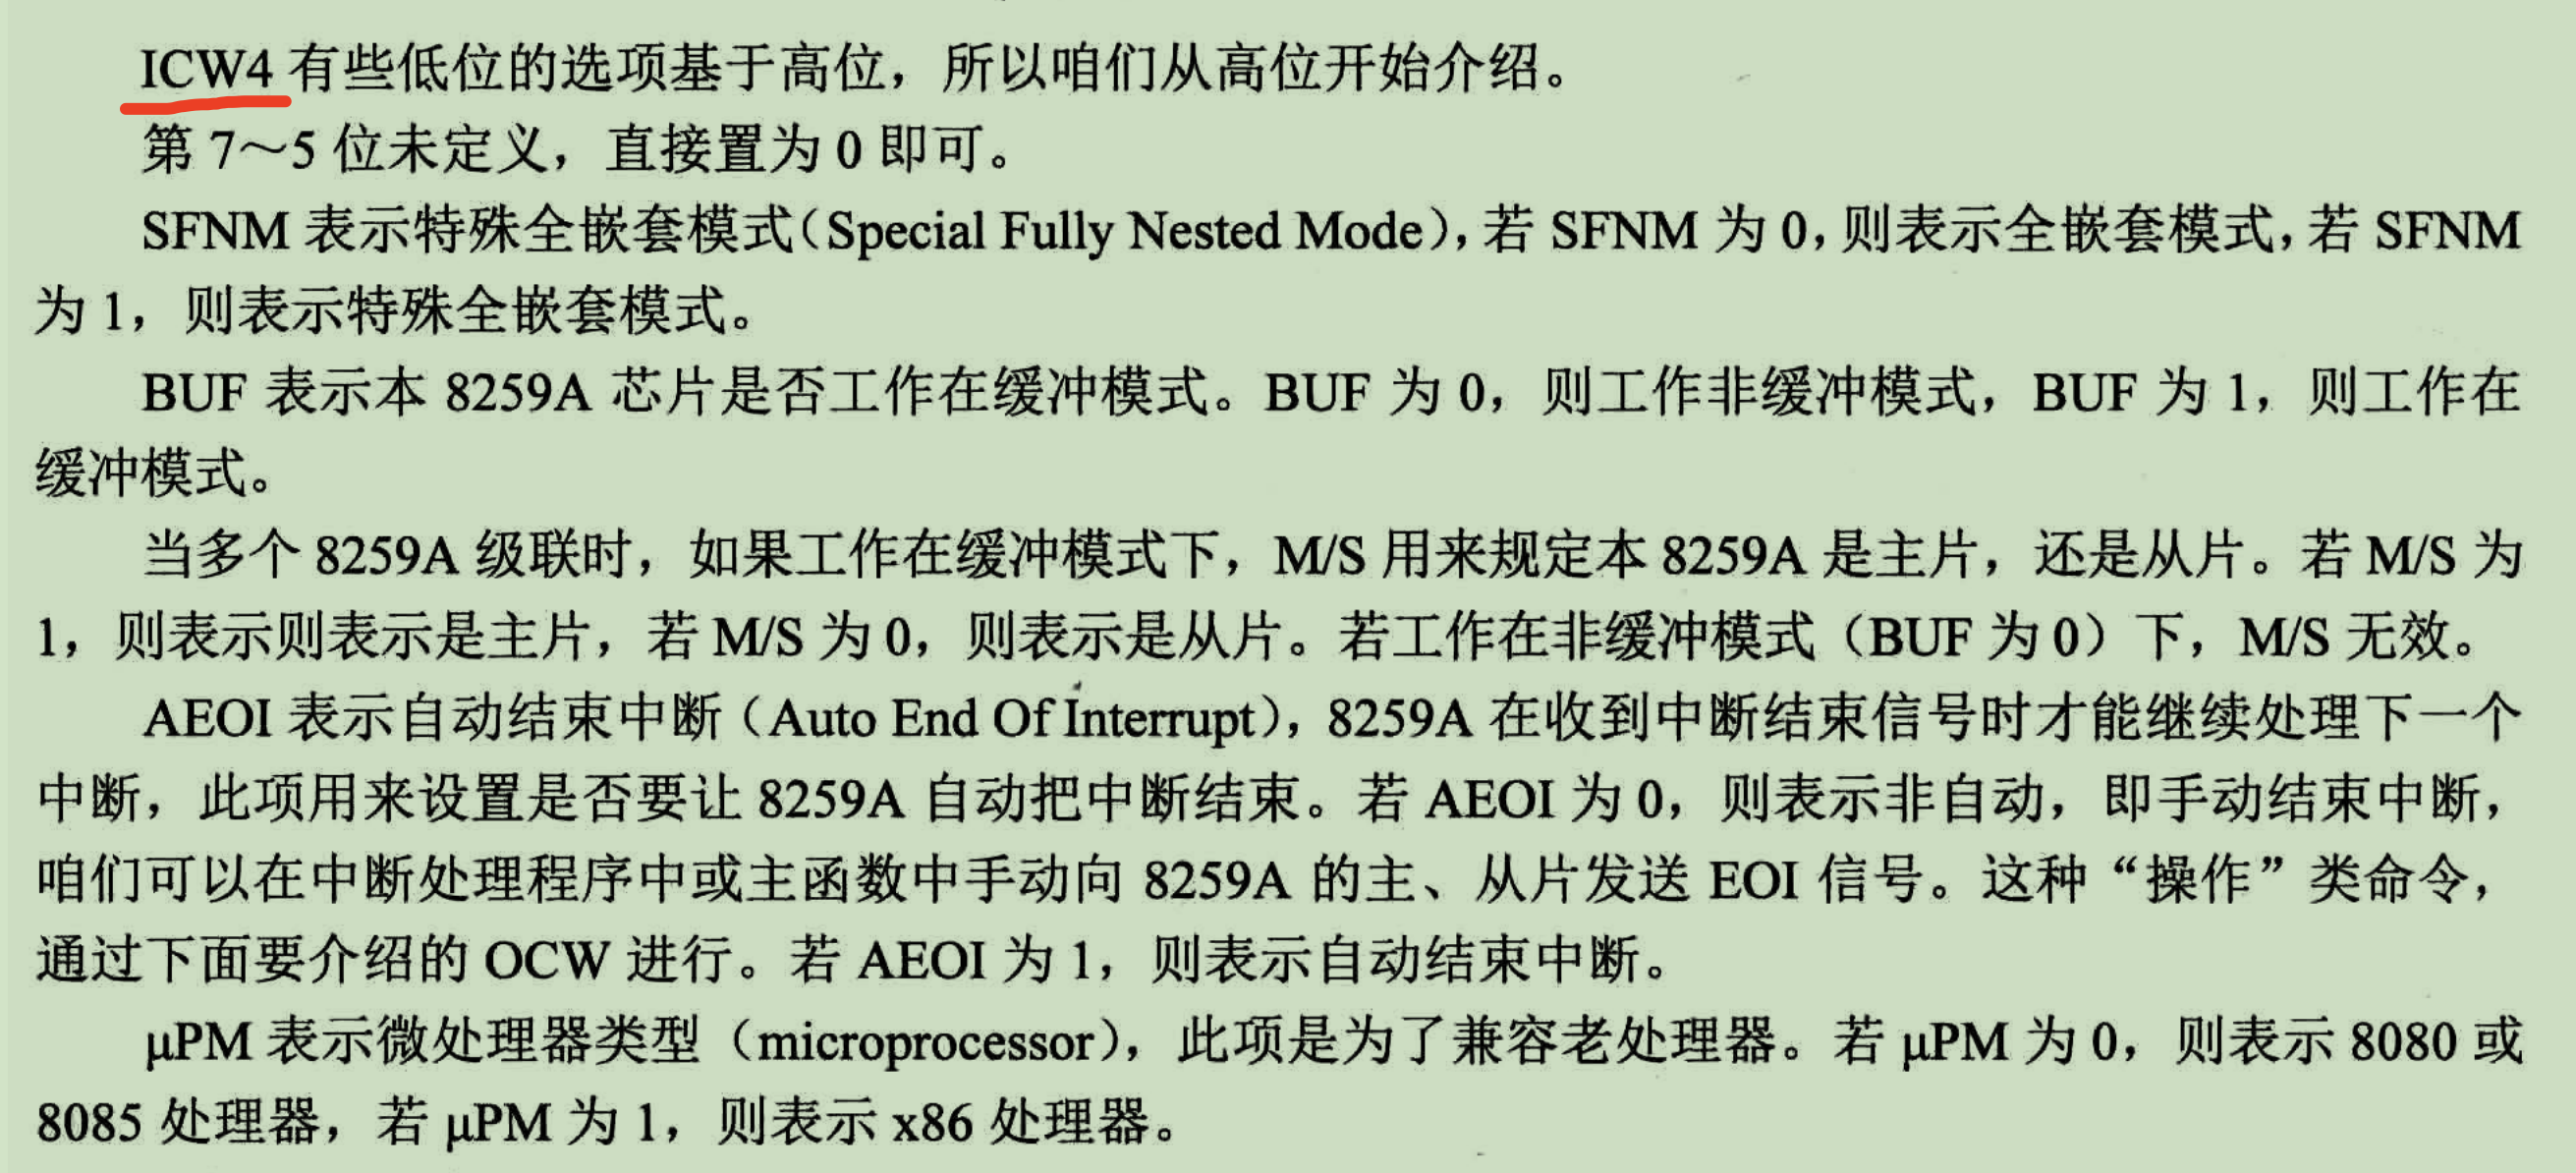 ICW4 有些低位的选项基于高位，所以咱们从高位开始介绍。
第 7～5 位未定义，直接置为 0 即可。
SFNM 表示特殊全嵌套模式（Special Fully Nested Mode），若 SFNM 为 0，则表示全嵌套模式，若 SFNM
为 1，则表示特殊全嵌套模式。
BUF 表示本 8259A 芯片是否工作在缓冲模式。BUF 为 0，则工作非缓冲模式，BUF 为 1，则工作在
缓冲模式。
当多个 8259A 级联时，如果工作在缓冲模式下，M/S 用来规定本 8259A 是主片，还是从片。若 M/S 为
1，则表示则表示是主片，若 M/S 为 0，则表示是从片。若工作在非缓冲模式（BUF 为 0）下，M/S 无效。
AEOI 表示自动结束中断（Auto End Of Interrupt），8259A 在收到中断结束信号时才能继续处理下一个
中断，此项用来设置是否要让 8259A 自动把中断结束。若 AEOI 为 0，则表示非自动，即手动结束中断，
咱们可以在中断处理程序中或主函数中手动向 8259A 的主、从片发送 EOI 信号。这种“操作”类命令，
通过下面要介绍的 OCW 进行。若 AEOI 为 1，则表示自动结束中断。
μPM 表示微处理器类型（microprocessor），此项是为了兼容老处理器。若 μPM 为 0，则表示 8080 或
8085 处理器，若 μPM 为 1，则表示 x86 处理器。